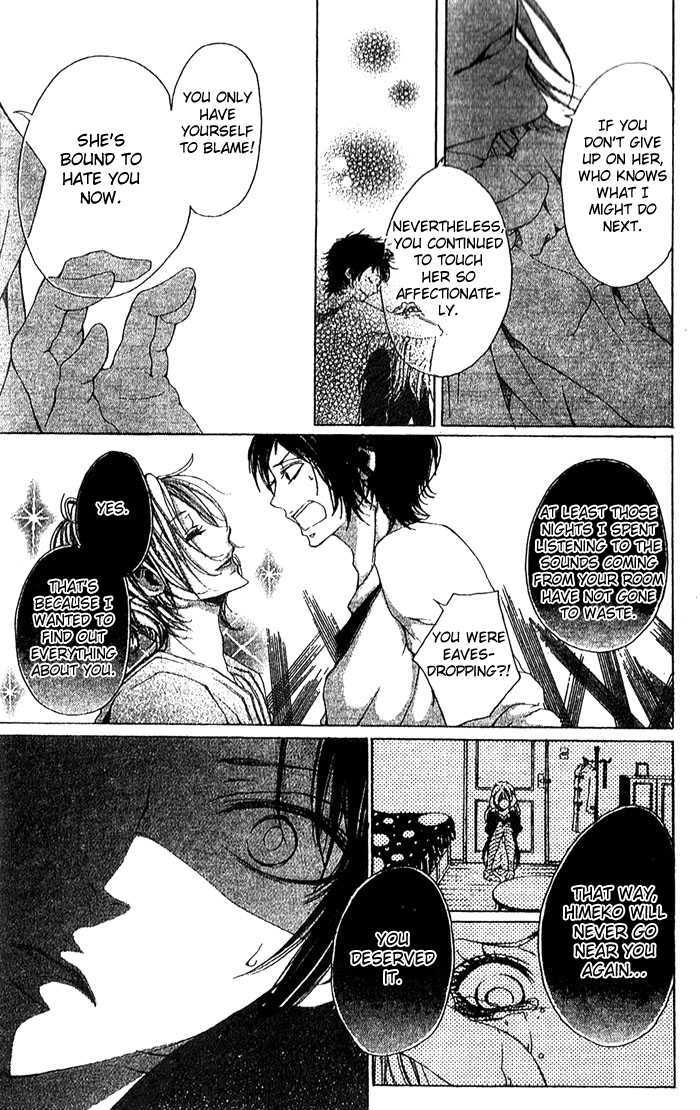 IF YOU
DON'T GIVE
UP ON HER,
WHO KNOWS
WHAT I
MIGHT DO
NEXT.
NEVERTHELESS,
YOU CONTINUED
TO TOUCH
HER SO
AFFECTIONATE-
LY.
YOU ONLY
HAVE
YOURSELF
TO BLAME!
SHE'S
BOUND TO
HATE YOU
NOW.
AT LEAST THOSE
NIGHTS I SPENT
LISTENING TO THE
SOUNDS COMING
FROM YOUR ROOM
HAVE NOT GONE
TO WASTE.
YOU WERE
EAVES-
DROPPING?!
YES.
THAT'S
BECAUSE I
WANTED TO
FIND OUT
EVERYTHING
ABOUT YOU.
THAT WAY,
HIMEKO WILL
NEVER GO
NEAR YOU
AGAIN...
YOU
DESERVED
IT.